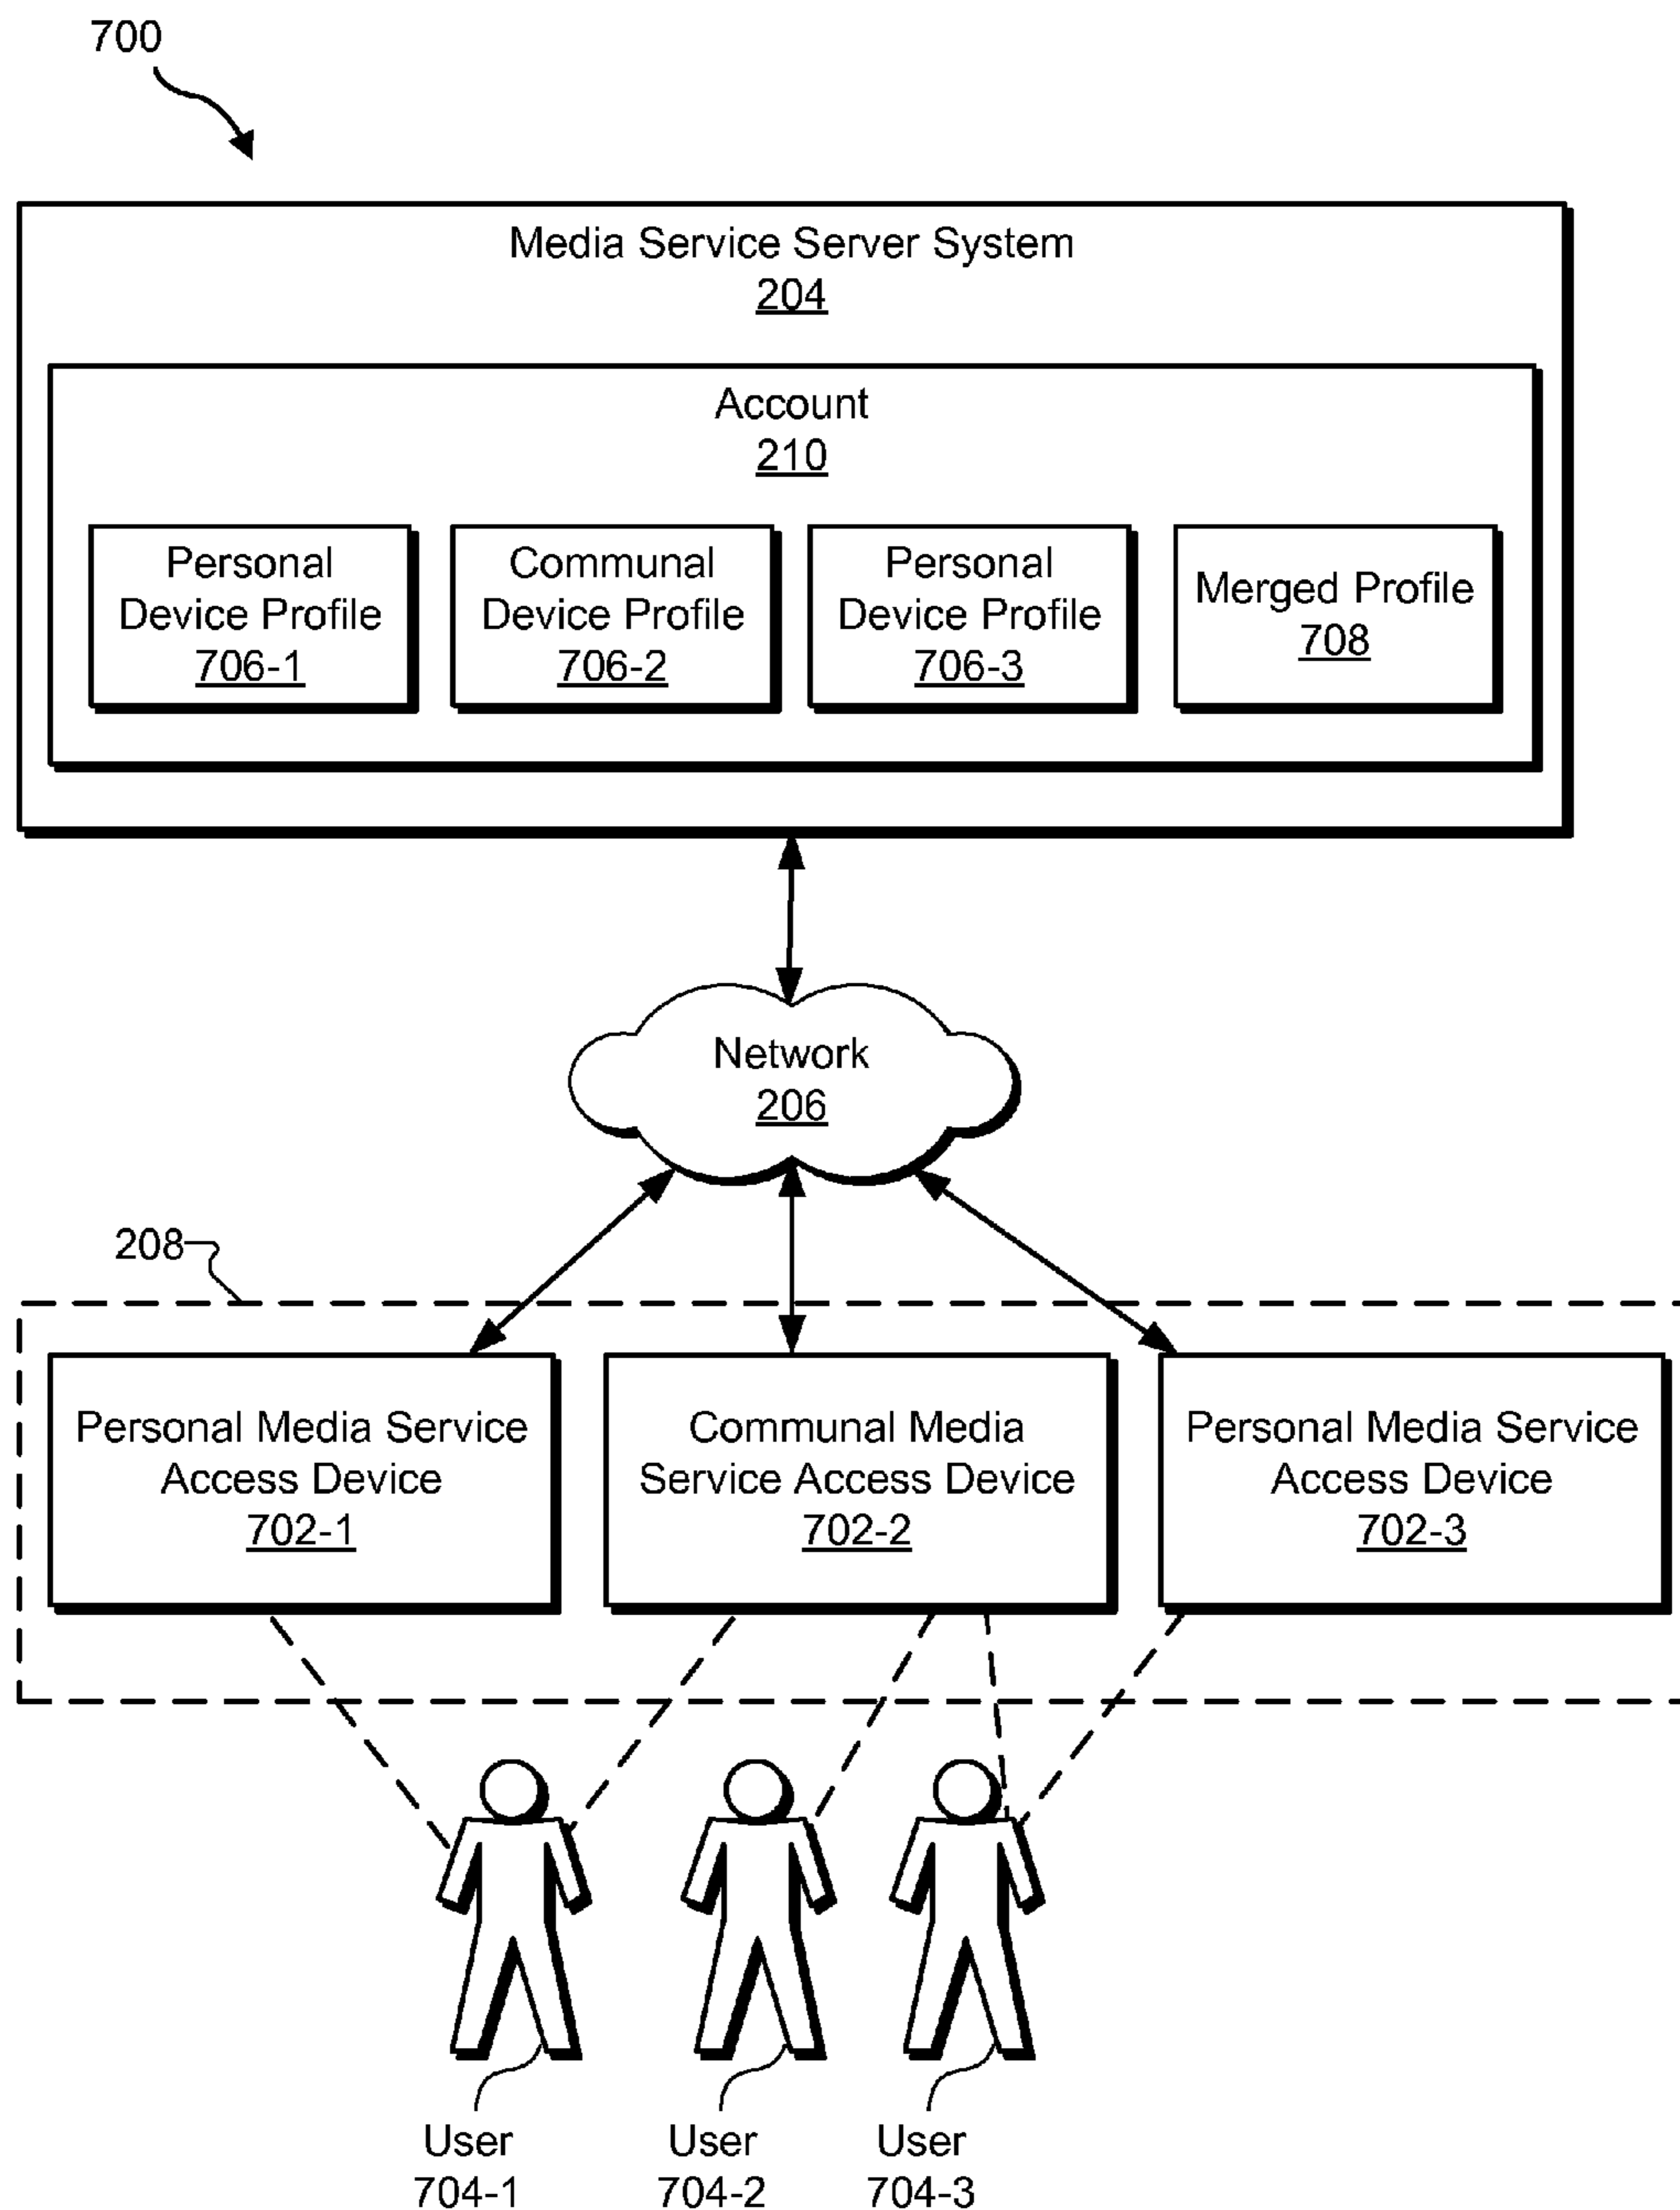 700
Media Service Server System
204
Account
210
Personal
Device Profile
706-1
Communal
Device Profile
706-2
Personal
Device Profile
706-3
Merged Profile
708
Network
206
208
Personal Media Service
Access Device
702-1
Communal Media
Service Access Device
702-2
Personal Media Service
Access Device
702-3
User
704-1
User
704-2
User
704-3